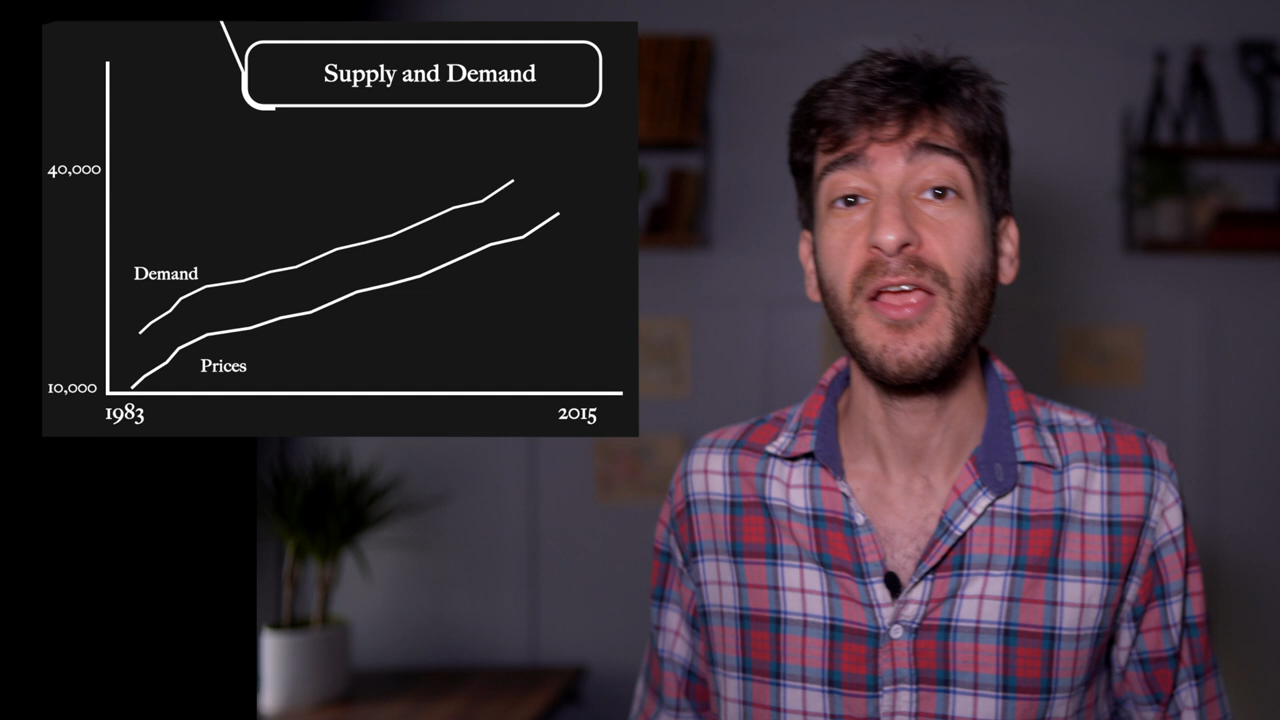 Supply and Demand
40,000
Demand
Prices
10,000
1983
2015